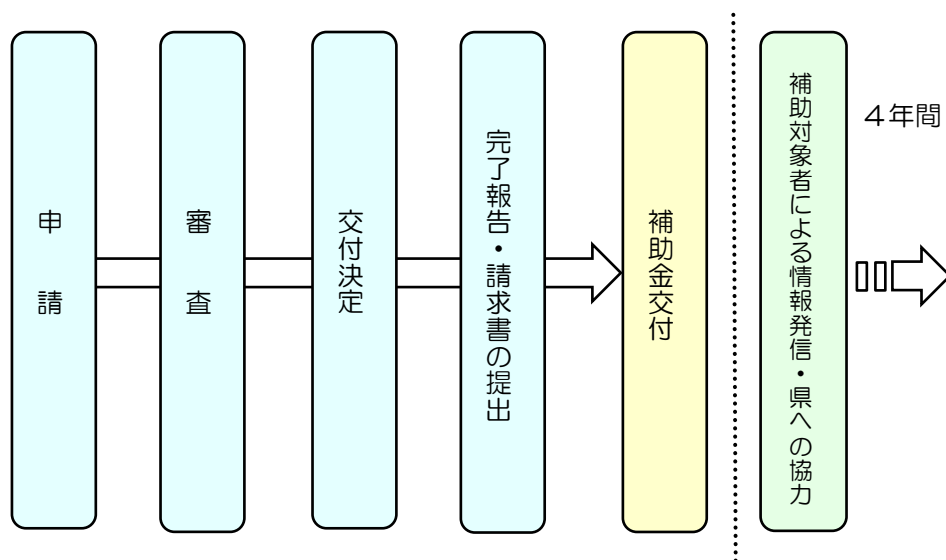 申請
審査
交付決定
完了報告・請求書の提出
補助金交付
補助対象者による情報発信・県への協力
４年間